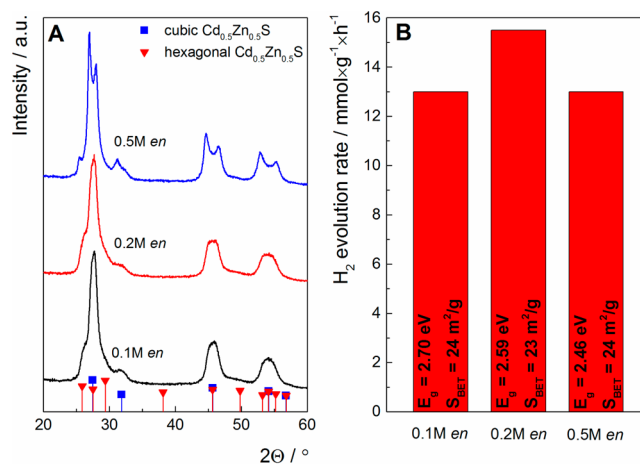 A
cubic Cd0.5Zn0.5S
hexagonal Cd0.5Zn0.5S
0.5M en
0.2M en
0.1M en
Intensity / a.u.
20 30 40 50 60
2Θ / °
B
H2 evolution rate / mmol×g-1×h-1
16
14
12
10
8
6
4
2
0
Eg = 2.70 eV
SBET = 24 m2/g
Eg = 2.59 eV
SBET = 23 m2/g
Eg = 2.46 eV
SBET = 24 m2/g
0.1M en 0.2M en 0.5M en